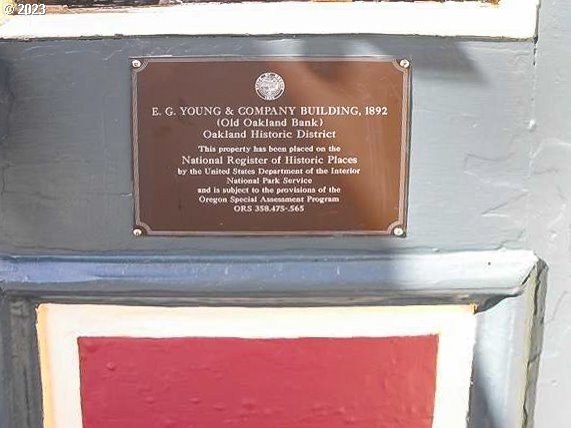 © 2023
E. G. YOUNG & COMPANY BUILDING, 1892
(Old Oakland Bank)
Oakland Historic District
This property has been placed on the
National Register of Historic Places
by the United States Department of the Interior
National Park Service
and is subject to the provisions of the
Oregon Special Assessment Program
ORS 358.475-.565